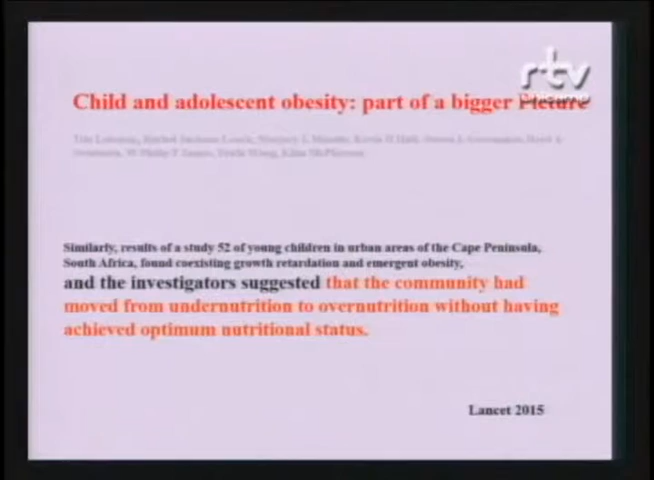 rtv
Child and adolescent obesity: part of a bigger Picture
Similarly, results of a study 52 of young children in urban areas of the Cape Peninsula,
South Africa, found coexisting growth retardation and emergent obesity,
and the investigators suggested that the community had
moved from undernutrition to overnutrition without having
achieved optimum nutritional status.
Lancet 2015